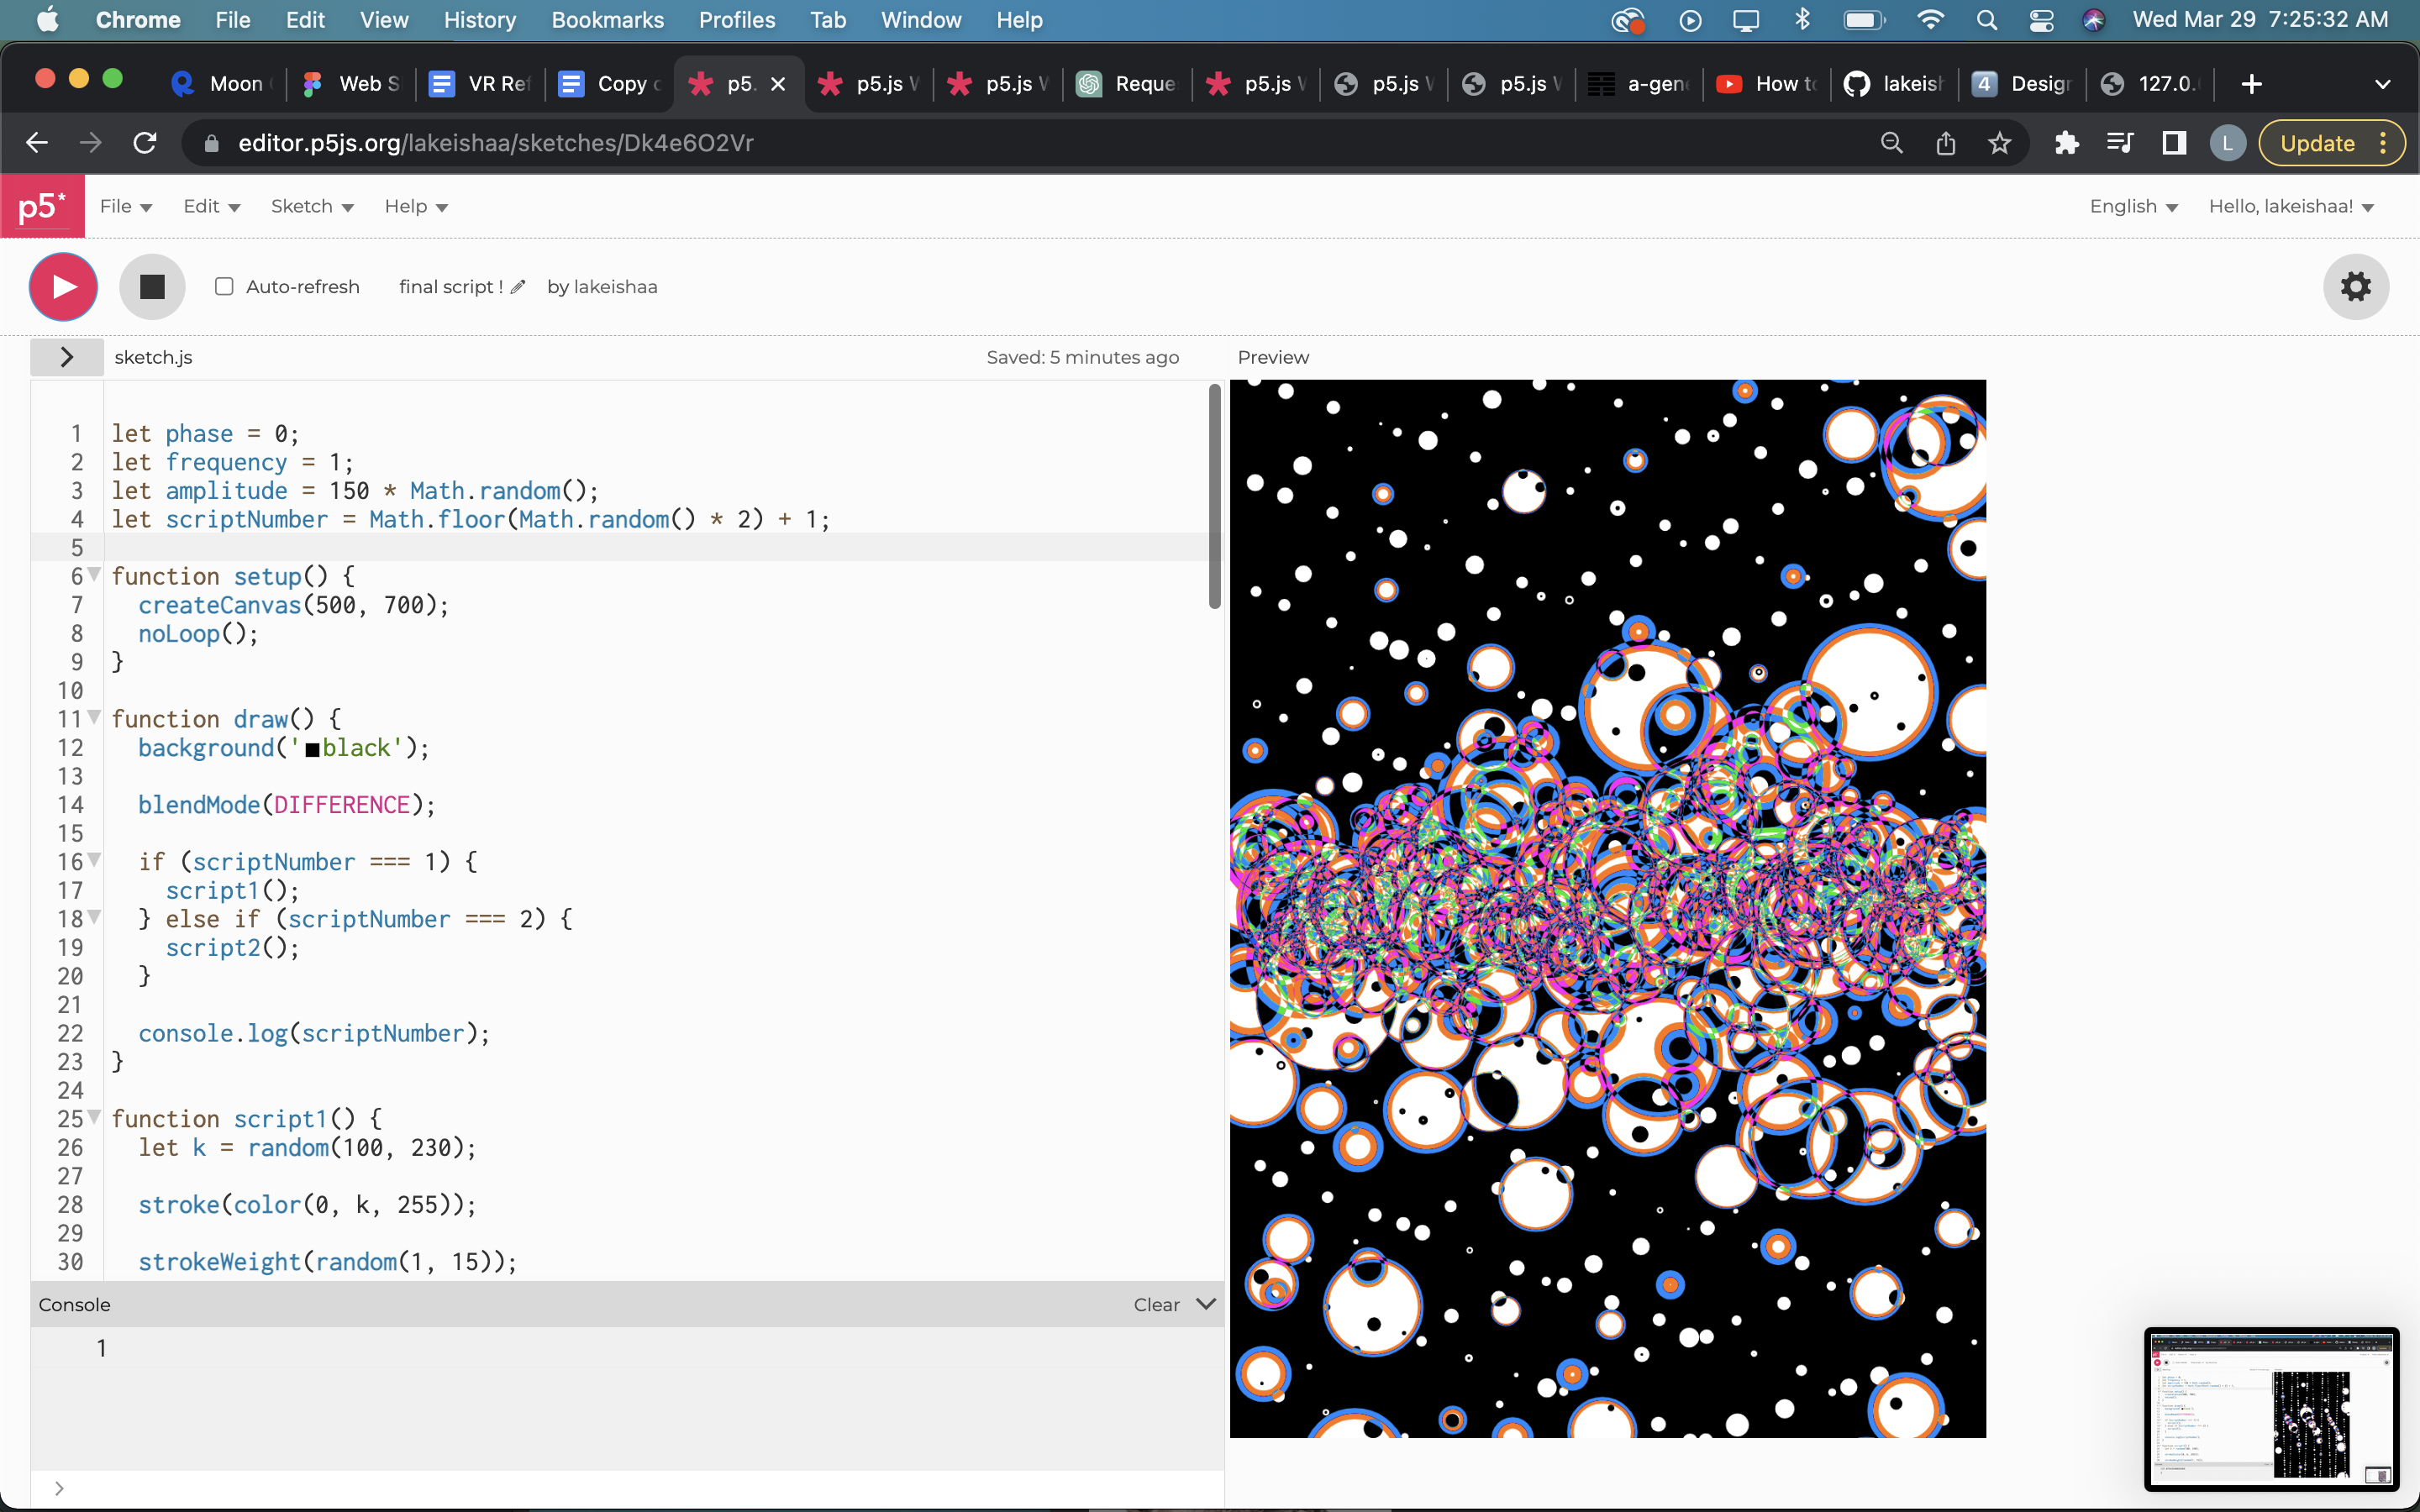 Chrome File Edit View History Bookmarks Profiles Tab Window Help Wed Mar 29 7:25:32 AM
Moon Web S VR Ref Copy p5. p5.js p5.js Reque p5.js p5.js p5.js a-gene How to lakeish 4 Design 127.0.
editor.p5js.org/lakeishaa/sketches/Dk4e6O2Vr L Update
p5* File Edit Sketch Help English Hello, lakeishaa!
Auto-refresh final script ! by lakeishaa
sketch.js Saved: 5 minutes ago Preview
1 let phase = 0;
2 let frequency = 1;
3 let amplitude = 150 * Math.random();
4 let scriptNumber = Math.floor(Math.random() * 2) + 1;
5
6 function setup() {
7 createCanvas(500, 700);
8 noLoop();
9 }
10
11 function draw() {
12 background('black');
13
14 blendMode(DIFFERENCE);
15
16 if (scriptNumber === 1) {
17 script1();
18 } else if (scriptNumber === 2) {
19 script2();
20 }
21
22 console.log(scriptNumber);
23 }
24
25 function script1() {
26 let k = random(100, 230);
27
28 stroke(color(0, k, 255));
29
30 strokeWeight(random(1, 15));
Console Clear
1